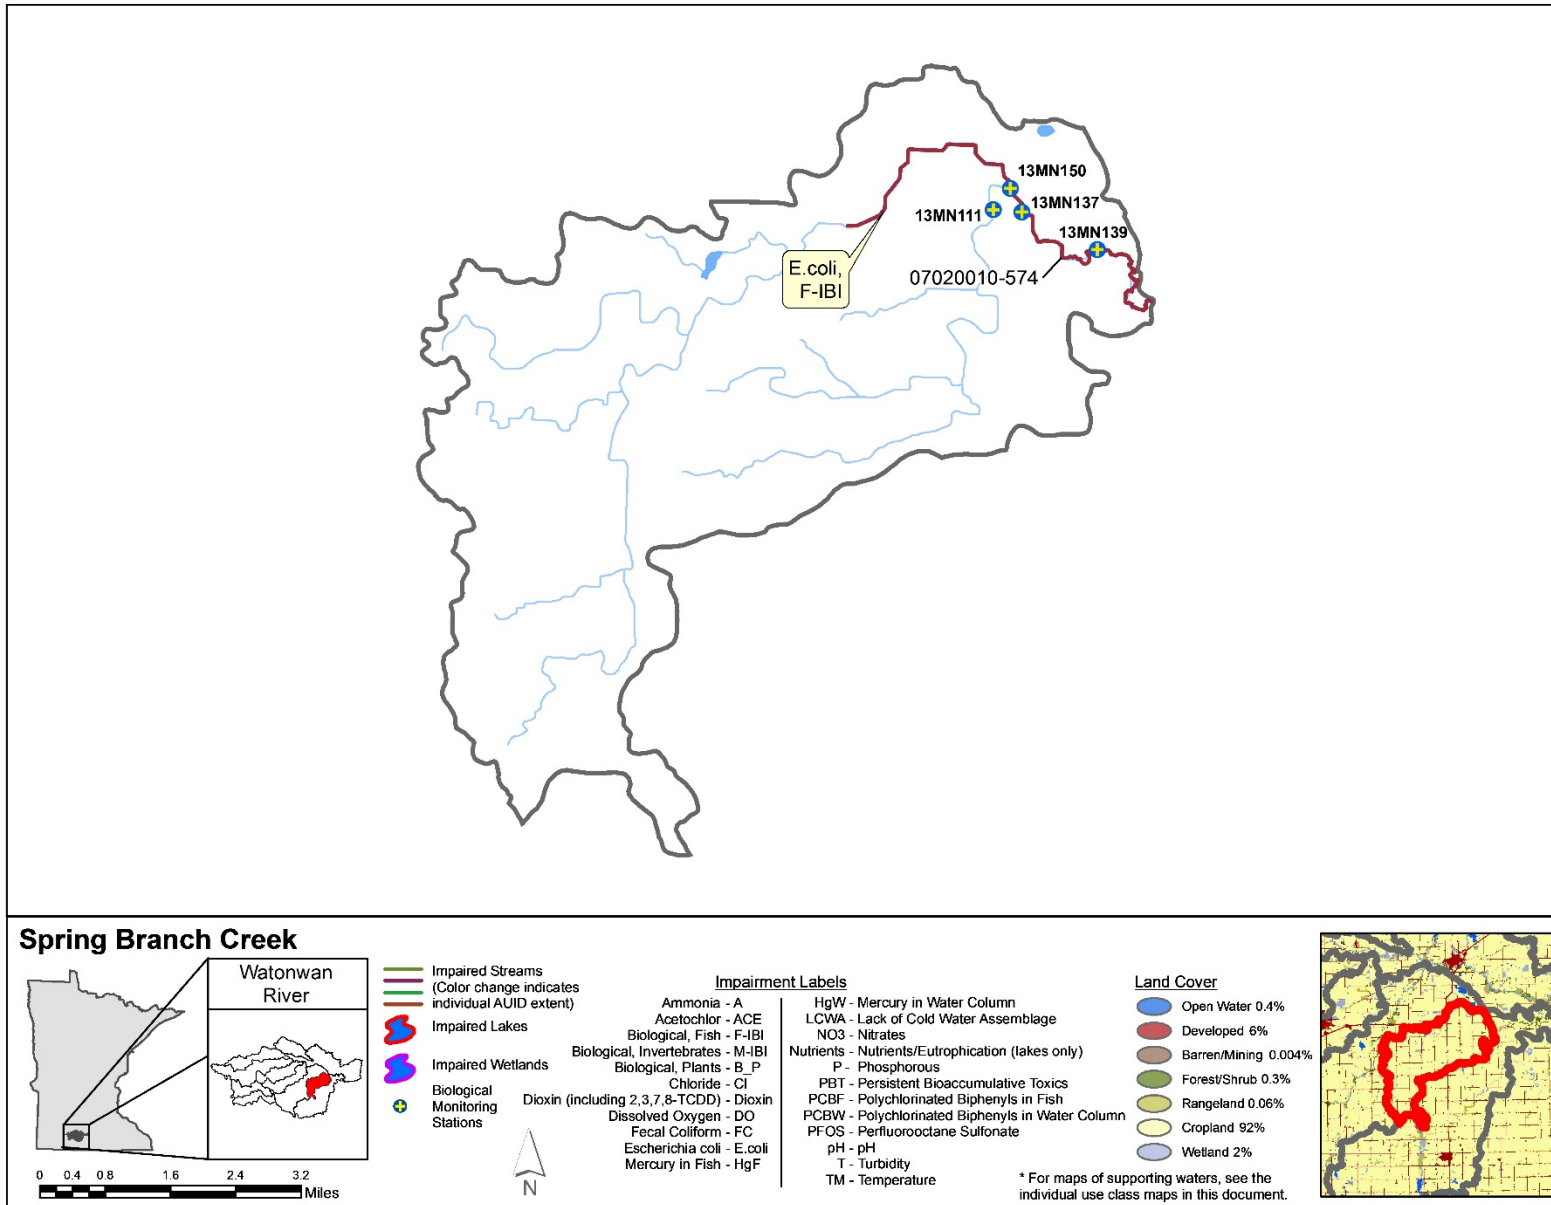 13MN150
13MN111
13MN137
13MN139
E.coli,
F-IBI
07020010-574
Spring Branch Creek
Watonwan
River
Impaired Streams
(Color change indicates
individual AUID extent)
Impaired Lakes
Impaired Wetlands
Biological
Monitoring
Stations
0 0.4 0.8 1.6 2.4 3.2
Miles
N
Impairment Labels
Ammonia - A
Acetochlor - ACE
Biological, Fish - F-IBI
Biological, Invertebrates - M-IBI
Biological, Plants - B_P
Chloride - Cl
Dioxin (including 2,3,7,8-TCDD) - Dioxin
Dissolved Oxygen - DO
Fecal Coliform - FC
Escherichia coli - E.coli
Mercury in Fish - HgF
HgW - Mercury in Water Column
LCWA - Lack of Cold Water Assemblage
NO3 - Nitrates
Nutrients - Nutrients/Eutrophication (lakes only)
P - Phosphorous
PBT - Persistent Bioaccumulative Toxics
PCBF - Polychlorinated Biphenyls in Fish
PCBW - Polychlorinated Biphenyls in Water Column
PFOS - Perfluorooctane Sulfonate
pH - pH
T - Turbidity
TM - Temperature
Land Cover
Open Water 0.4%
Developed 6%
Barren/Mining 0.004%
Forest/Shrub 0.3%
Rangeland 0.06%
Cropland 92%
Wetland 2%
* For maps of supporting waters, see the
individual use class maps in this document.